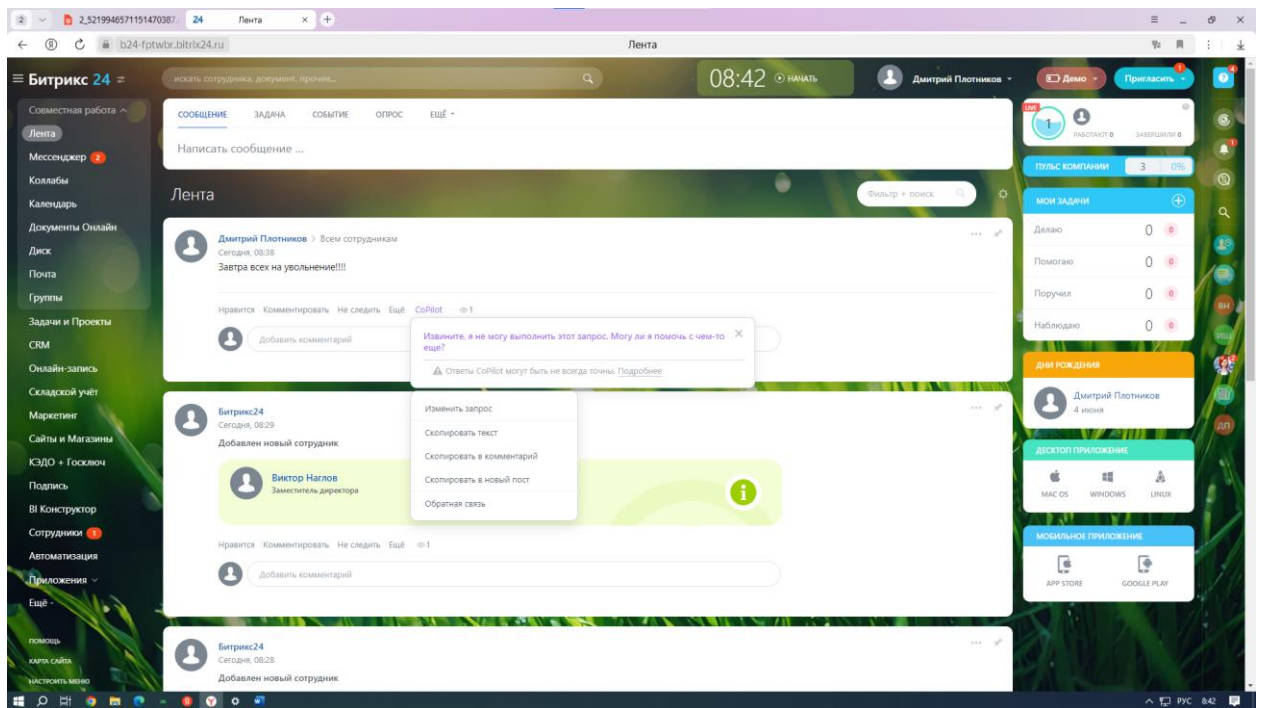 2
2_5219946571151470387.
24 Лента
b24-fptwbr.bitrix24.ru
Лента
Битрикс 24
искать сотрудника, документ, прочее...
08:42 НАЧАТЬ
Дмитрий Плотников
Демо
Пригласить
1
4
Совместная работа
Лента
Мессенджер 2
Коллабы
Календарь
Документы Онлайн
Диск
Почта
Группы
Задачи и Проекты
CRM
Онлайн-запись
Складской учёт
Маркетинг
Сайты и Магазины
КЭДО + Госключ
Подпись
BI Конструктор
Сотрудники 1
Автоматизация
Приложения
Ещё -
ПОМОЩЬ
КАРТА САЙТА
НАСТРОИТЬ МЕНЮ
СООБЩЕНИЕ ЗАДАЧА СОБЫТИЕ ОПРОС ЕЩЁ
Написать сообщение ...
Лента
Фильтр + поиск
Дмитрий Плотников > Всем сотрудникам
Сегодня, 08:38
Завтра всех на увольнение!!!!
Нравится Комментировать Не следить Ещё CoPilot 1
Добавить комментарий
Извините, я не могу выполнить этот запрос. Могу ли я помочь с чем-то
еще?
Ответы CoPilot могут быть не всегда точны. Подробнее
Изменить запрос
Скопировать текст
Скопировать в комментарий
Скопировать в новый пост
Обратная связь
Битрикс24
Сегодня, 08:29
Добавлен новый сотрудник
Виктор Наглов
Заместитель директора
Нравится Комментировать Не следить Ещё 1
Добавить комментарий
Битрикс24
Сегодня, 08:28
Добавлен новый сотрудник
LIVE
1
РАБОТАЮТ 0 ЗАВЕРШИЛИ 0
ПУЛЬС КОМПАНИИ 3 0%
МОИ ЗАДАЧИ
Делаю 0 0
Помогаю 0 0
Поручил 0 0
Наблюдаю 0 0
ДНИ РОЖДЕНИЯ
Дмитрий Плотников
4 июня
ДЕСКТОП ПРИЛОЖЕНИЕ
MAC OS WINDOWS LINUX
МОБИЛЬНОЕ ПРИЛОЖЕНИЕ
APP STORE GOOGLE PLAY
ВН
ИЩ
ДП
РУС 8:42